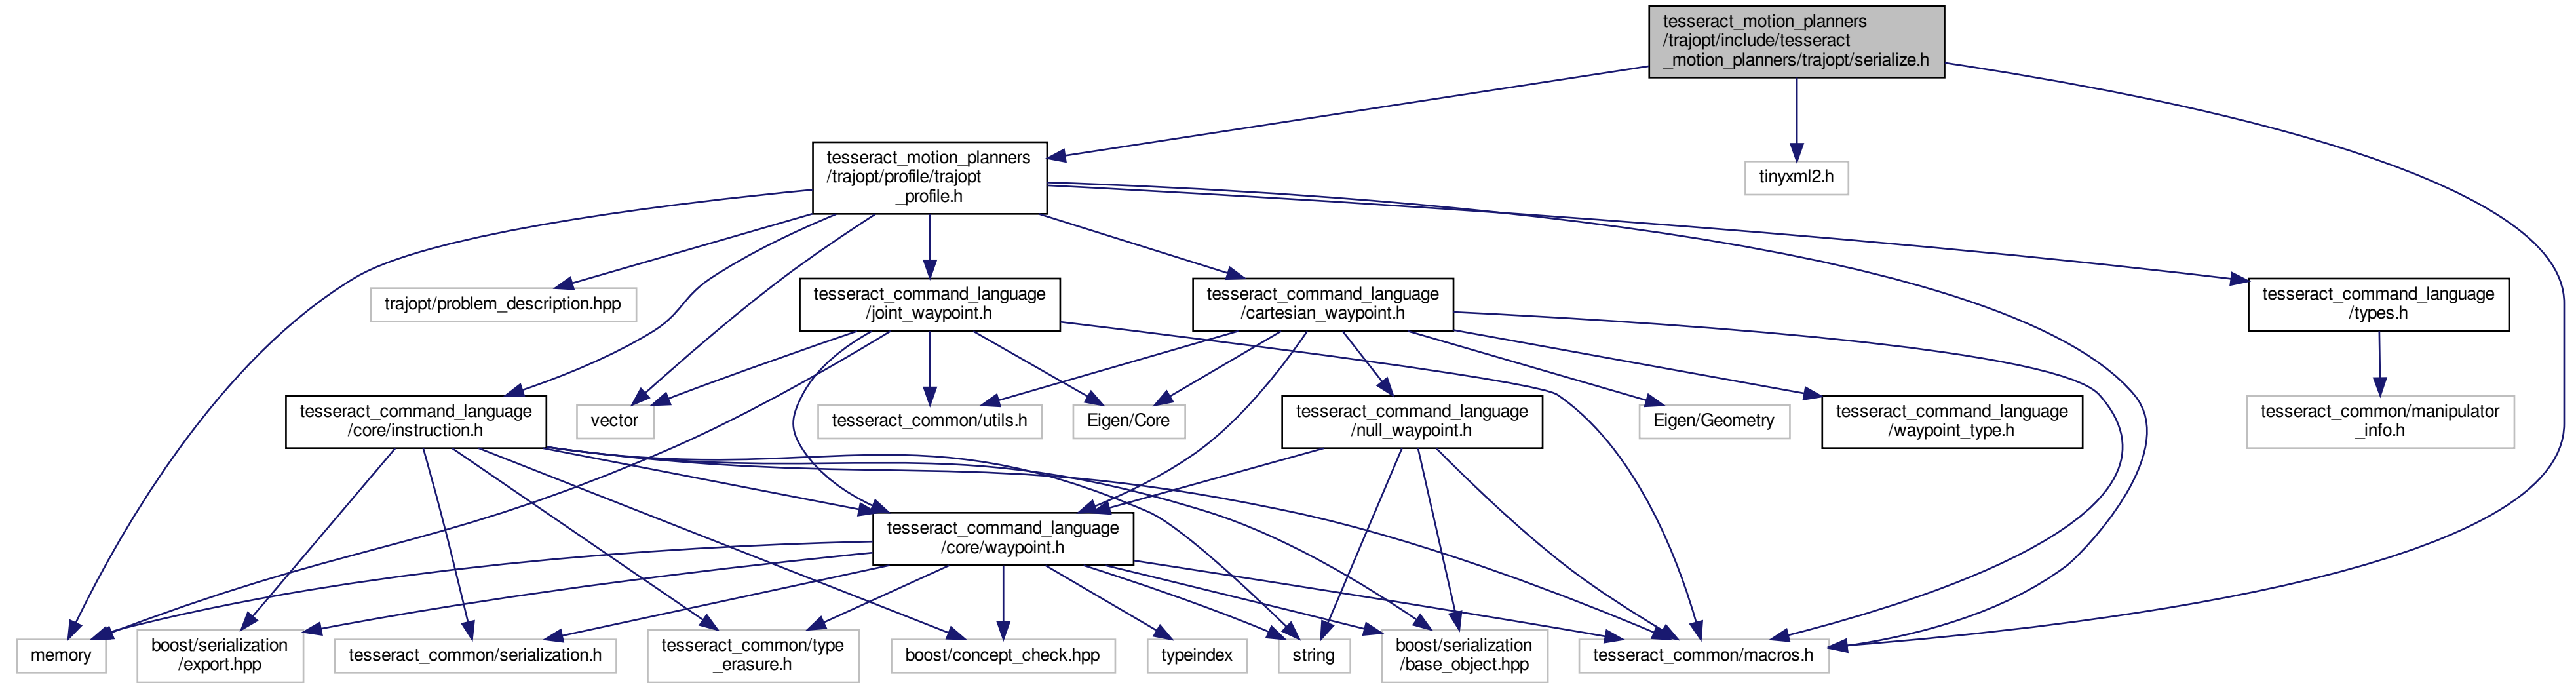 tesseract_motion_planners
/trajopt/include/tesseract
_motion_planners/trajopt/serialize.h
tesseract_motion_planners
/trajopt/profile/trajopt
_profile.h
tinyxml2.h
trajopt/problem_description.hpp
tesseract_command_language
/joint_waypoint.h
tesseract_command_language
/cartesian_waypoint.h
tesseract_command_language
/types.h
tesseract_command_language
/core/instruction.h
vector
tesseract_common/utils.h
Eigen/Core
tesseract_command_language
/null_waypoint.h
Eigen/Geometry
tesseract_command_language
/waypoint_type.h
tesseract_common/manipulator
_info.h
tesseract_command_language
/core/waypoint.h
memory
boost/serialization
/export.hpp
tesseract_common/serialization.h
tesseract_common/type
_erasure.h
boost/concept_check.hpp
typeindex
string
boost/serialization
/base_object.hpp
tesseract_common/macros.h